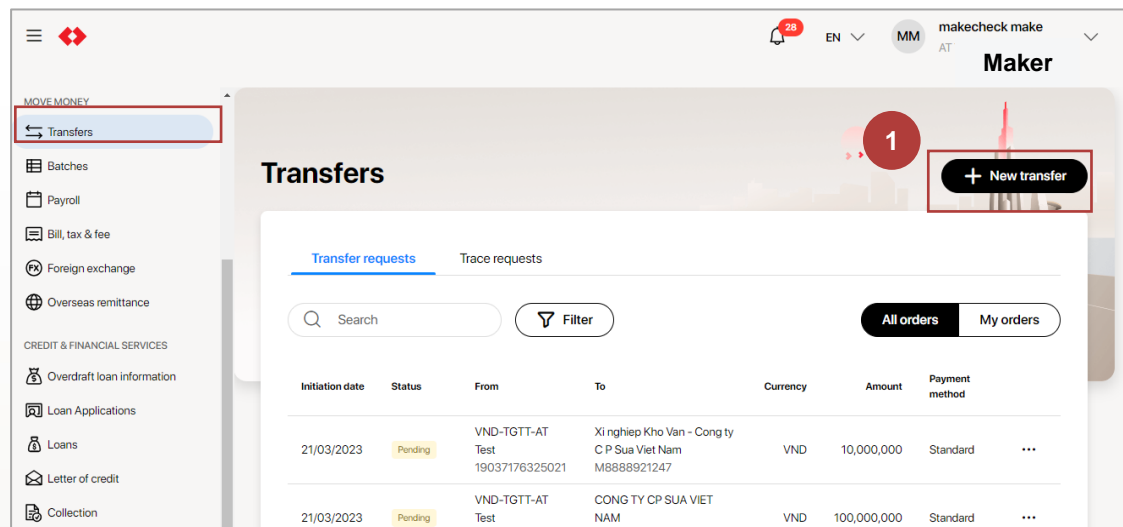 28
EN
MM
makecheck make
AT
Maker
MOVE MONEY
Transfers
Batches
Payroll
Bill, tax & fee
FX
Foreign exchange
Overseas remittance
CREDIT & FINANCIAL SERVICES
Overdraft loan information
Loan Applications
Loans
Letter of credit
Collection
Transfers
1
+ New transfer
Transfer requests
Trace requests
Search
Filter
All orders
My orders
Initiation date
Status
From
To
Currency
Amount
Payment
method
21/03/2023
Pending
VND-TGTT-AT
Test
19037176325021
Xi nghiep Kho Van - Cong ty
C P Sua Viet Nam
M8888921247
VND
10,000,000
Standard
...
21/03/2023
Pending
VND-TGTT-AT
Test
CONG TY CP SUA VIET
NAM
VND
100,000,000
Standard
...